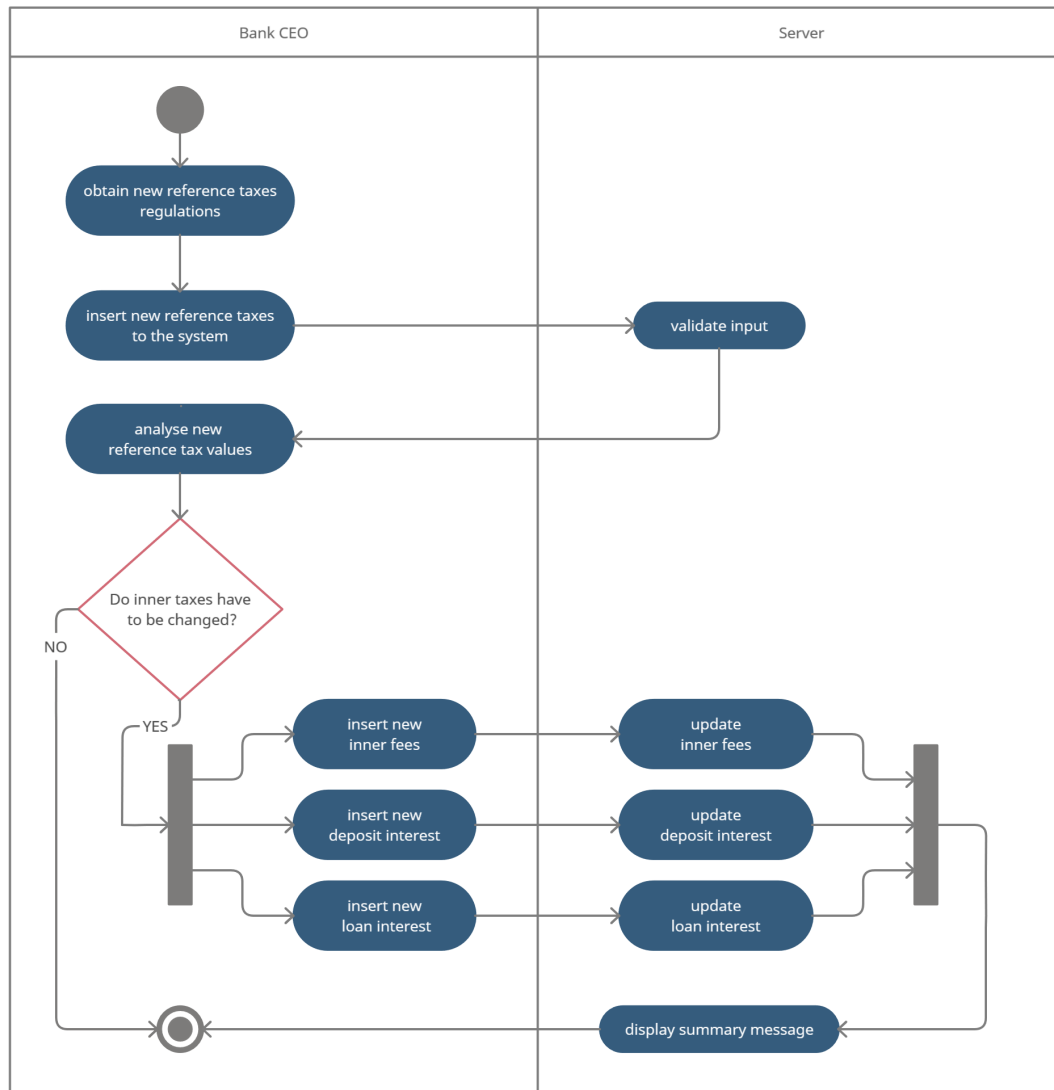 Bank CEO
Server
obtain new reference taxes
regulations
insert new reference taxes
to the system
validate input
analyse new
reference tax values
Do inner taxes have
to be changed?
NO
YES
insert new
inner fees
update
inner fees
insert new
deposit interest
update
deposit interest
insert new
loan interest
update
loan interest
display summary message